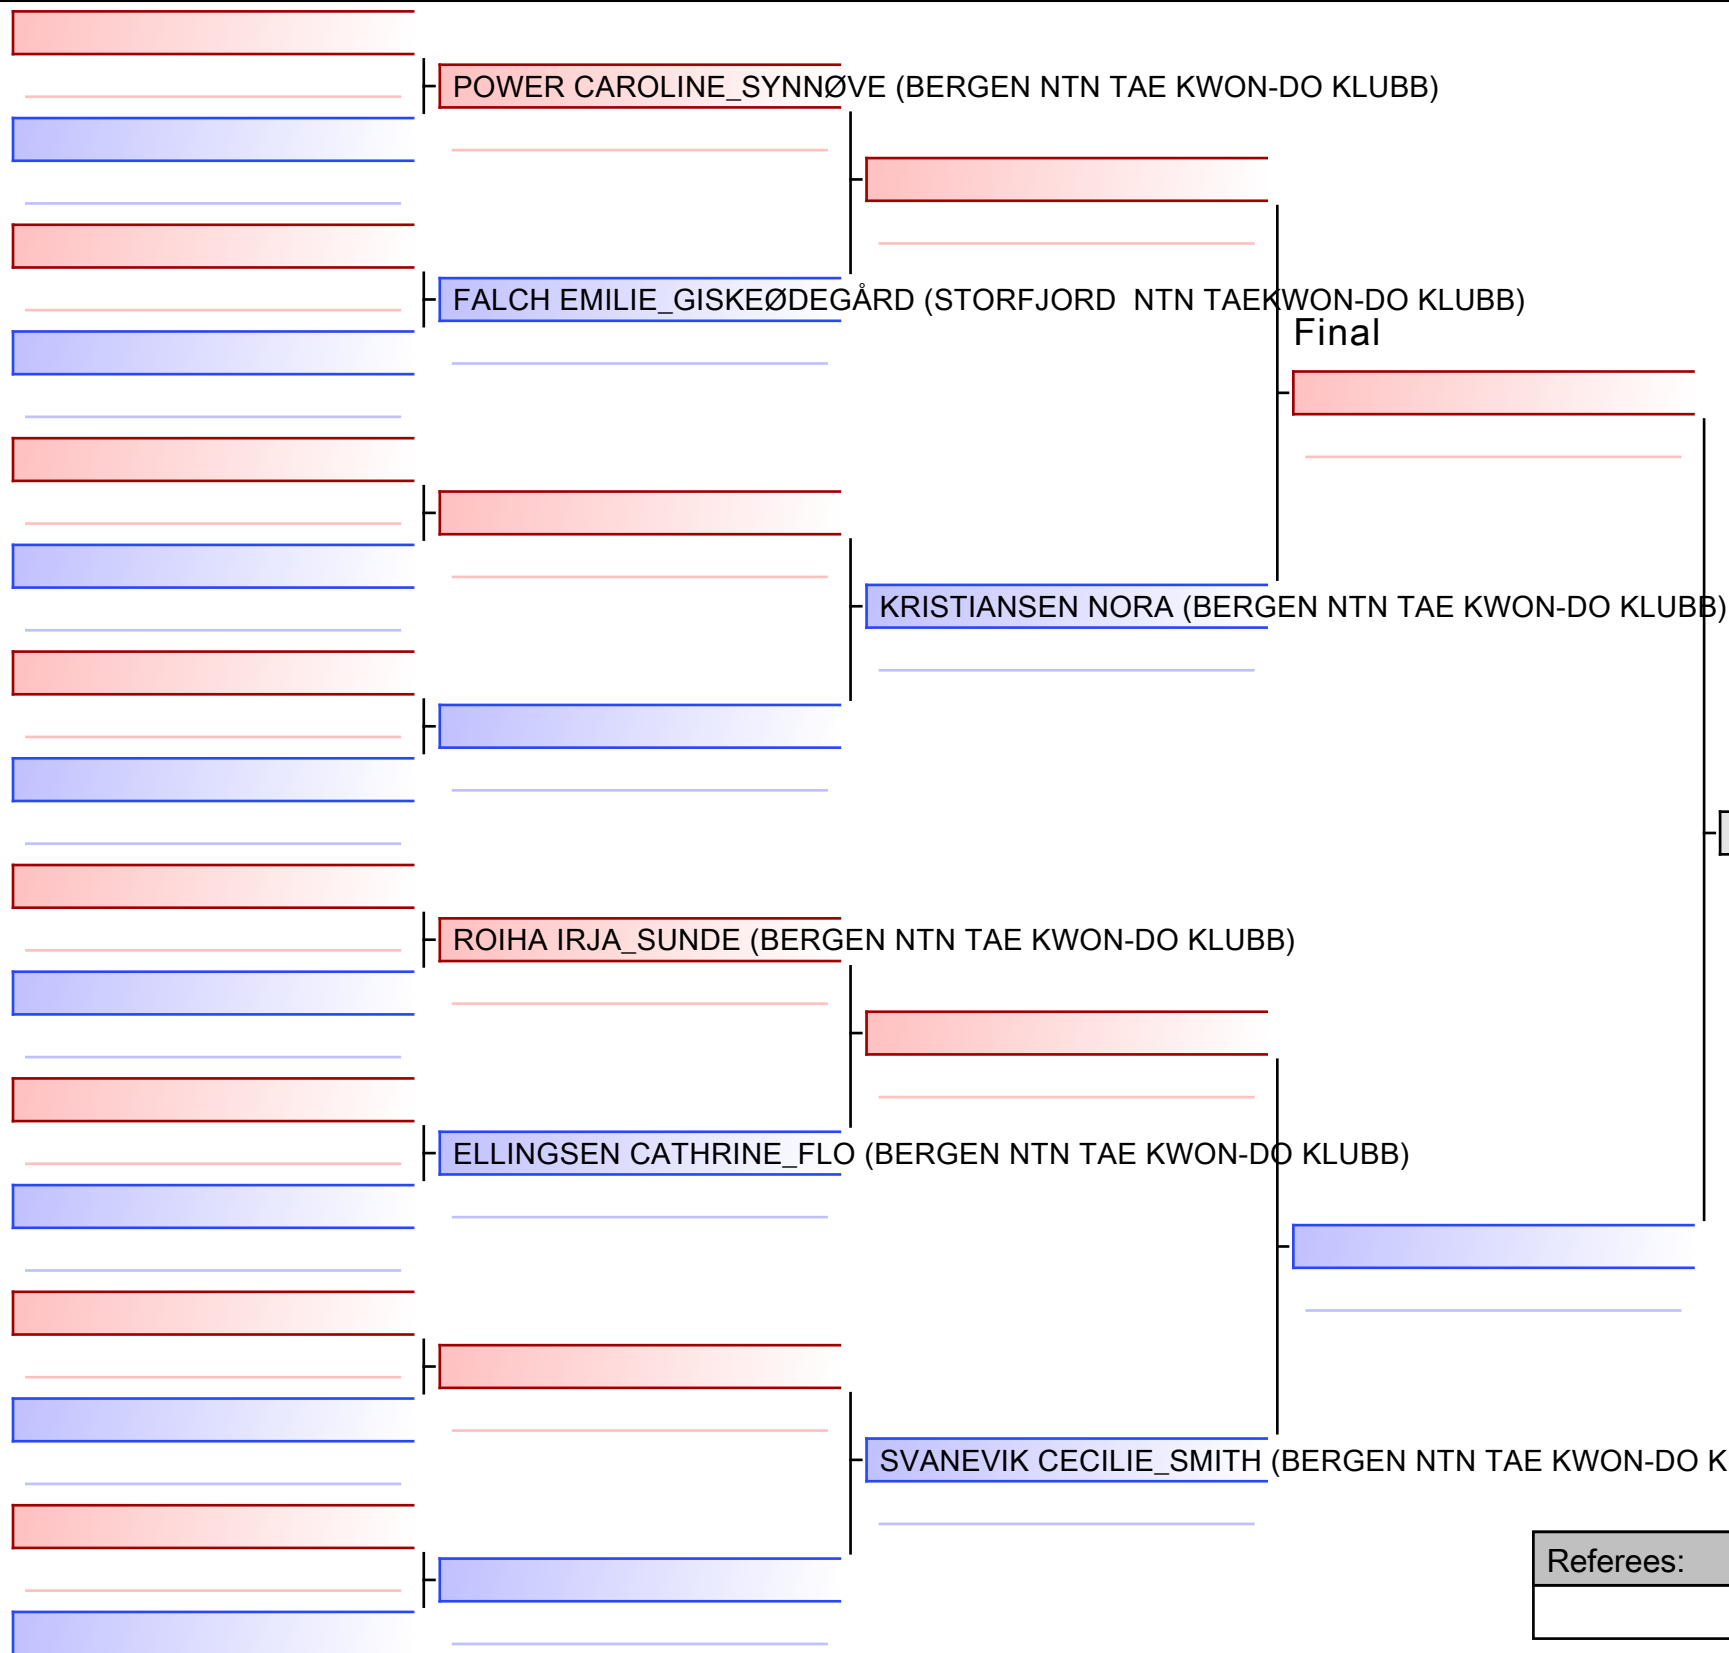 POWER CAROLINE_SYNNØVE (BERGEN NTN TAE KWON-DO KLUBB)
FALCH EMILIE_GISKEØDEGÅRD (STORFJORD  NTN TAEKWON-DO KLUBB)
Final
KRISTIANSEN NORA (BERGEN NTN TAE KWON-DO KLUBB)
ROIHA IRJA_SUNDE (BERGEN NTN TAE KWON-DO KLUBB)
ELLINGSEN CATHRINE_FLO (BERGEN NTN TAE KWON-DO KLUBB)
SVANEVIK CECILIE_SMITH (BERGEN NTN TAE KWON-DO K
Referees: